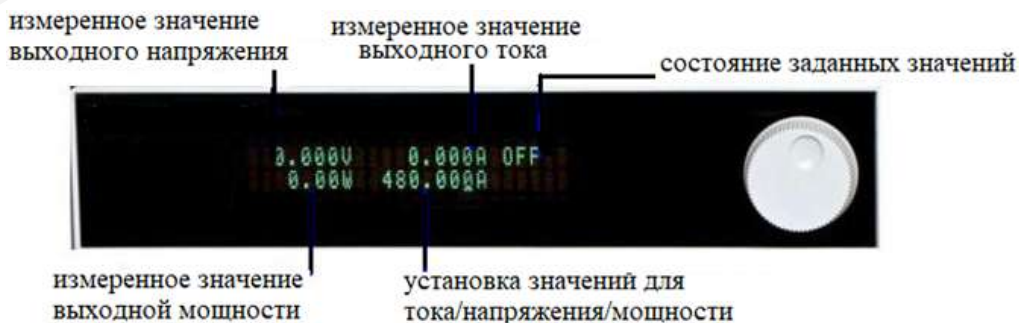 измеренное значение
выходного напряжения
измеренное значение
выходного тока
состояние заданных значений
0.000V 0.000A OFF
0.00W 480.000A
измеренное значение
выходной мощности
установка значений для
тока/напряжения/мощности